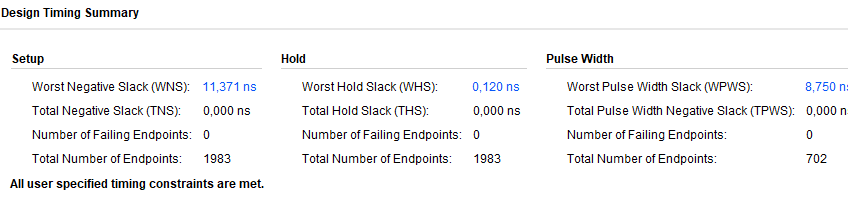 Design Timing Summary
Setup Hold Pulse Width
Worst Negative Slack (WNS): 11,371 ns Worst Hold Slack (WHS): 0,120 ns Worst Pulse Width Slack (WPWS): 8,750 ns
Total Negative Slack (TNS): 0,000 ns Total Hold Slack (THS): 0,000 ns Total Pulse Width Negative Slack (TPWS): 0,000 n
Number of Failing Endpoints: 0 Number of Failing Endpoints: 0 Number of Failing Endpoints: 0
Total Number of Endpoints: 1983 Total Number of Endpoints: 1983 Total Number of Endpoints: 702
All user specified timing constraints are met.